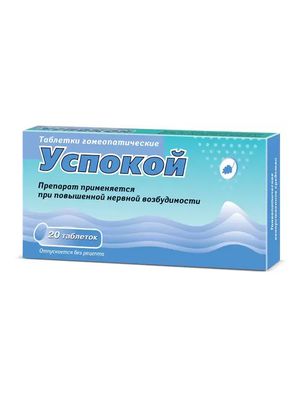 Таблетки гомеопатические
Успокой
Препарат применяется
при повышенной нервной возбудимости
20 таблеток
Отпускается без рецепта